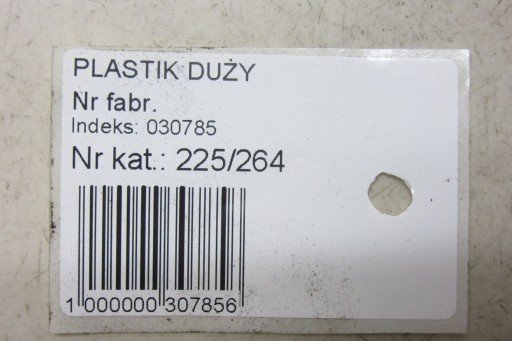 PLASTIK DUŻY
Nr fabr.
Indeks: 030785
Nr kat.: 225/264
1 000000 307856